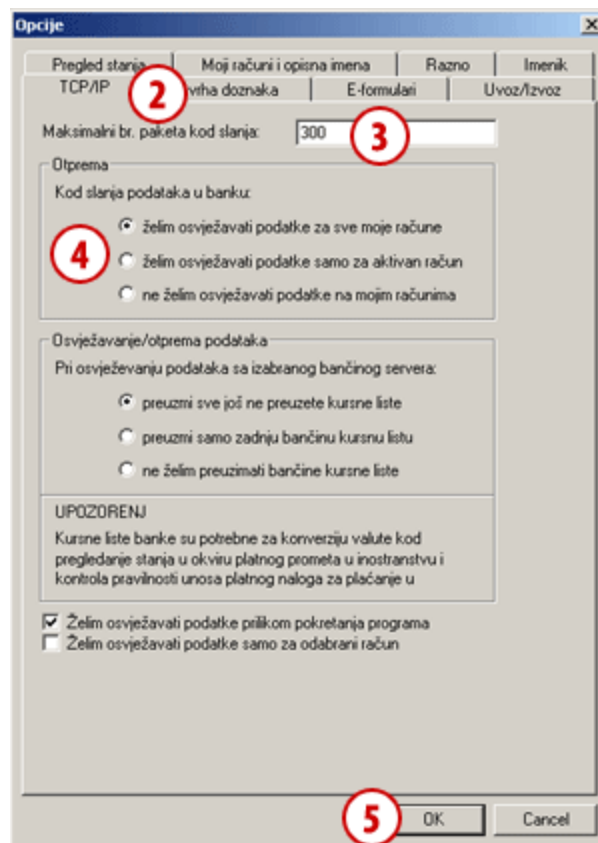 Opcije
Pregled stanja
Moji računi i opisna imena
Razno
Imenik
TCP/IP
2
vrha doznaka
E-formulari
Uvoz/Izvoz
Maksimalni br. paketa kod slanja:
300
3
Otprema
Kod slanja podataka u banku:
želim osvježavati podatke za sve moje račune
4
želim osvježavati podatke samo za aktivan račun
ne želim osvježavati podatke na mojim računima
Osvježavanje/otprema podataka
Pri osvježevanju podataka sa izabranog bančinog servera:
preuzmi sve još ne preuzete kursne liste
preuzmi samo zadnju bančinu kursnu listu
ne želim preuzimati bančine kursne liste
UPOZORENJ
Kursne liste banke su potrebne za konverziju valute kod
pregledanje stanja u okviru platnog prometa u inostranstvu i
kontrola pravilnosti unosa platnog naloga za plaćanje u
Želim osvježavati podatke prilikom pokretanja programa
Želim osvježavati podatke samo za odabrani račun
5
OK
Cancel